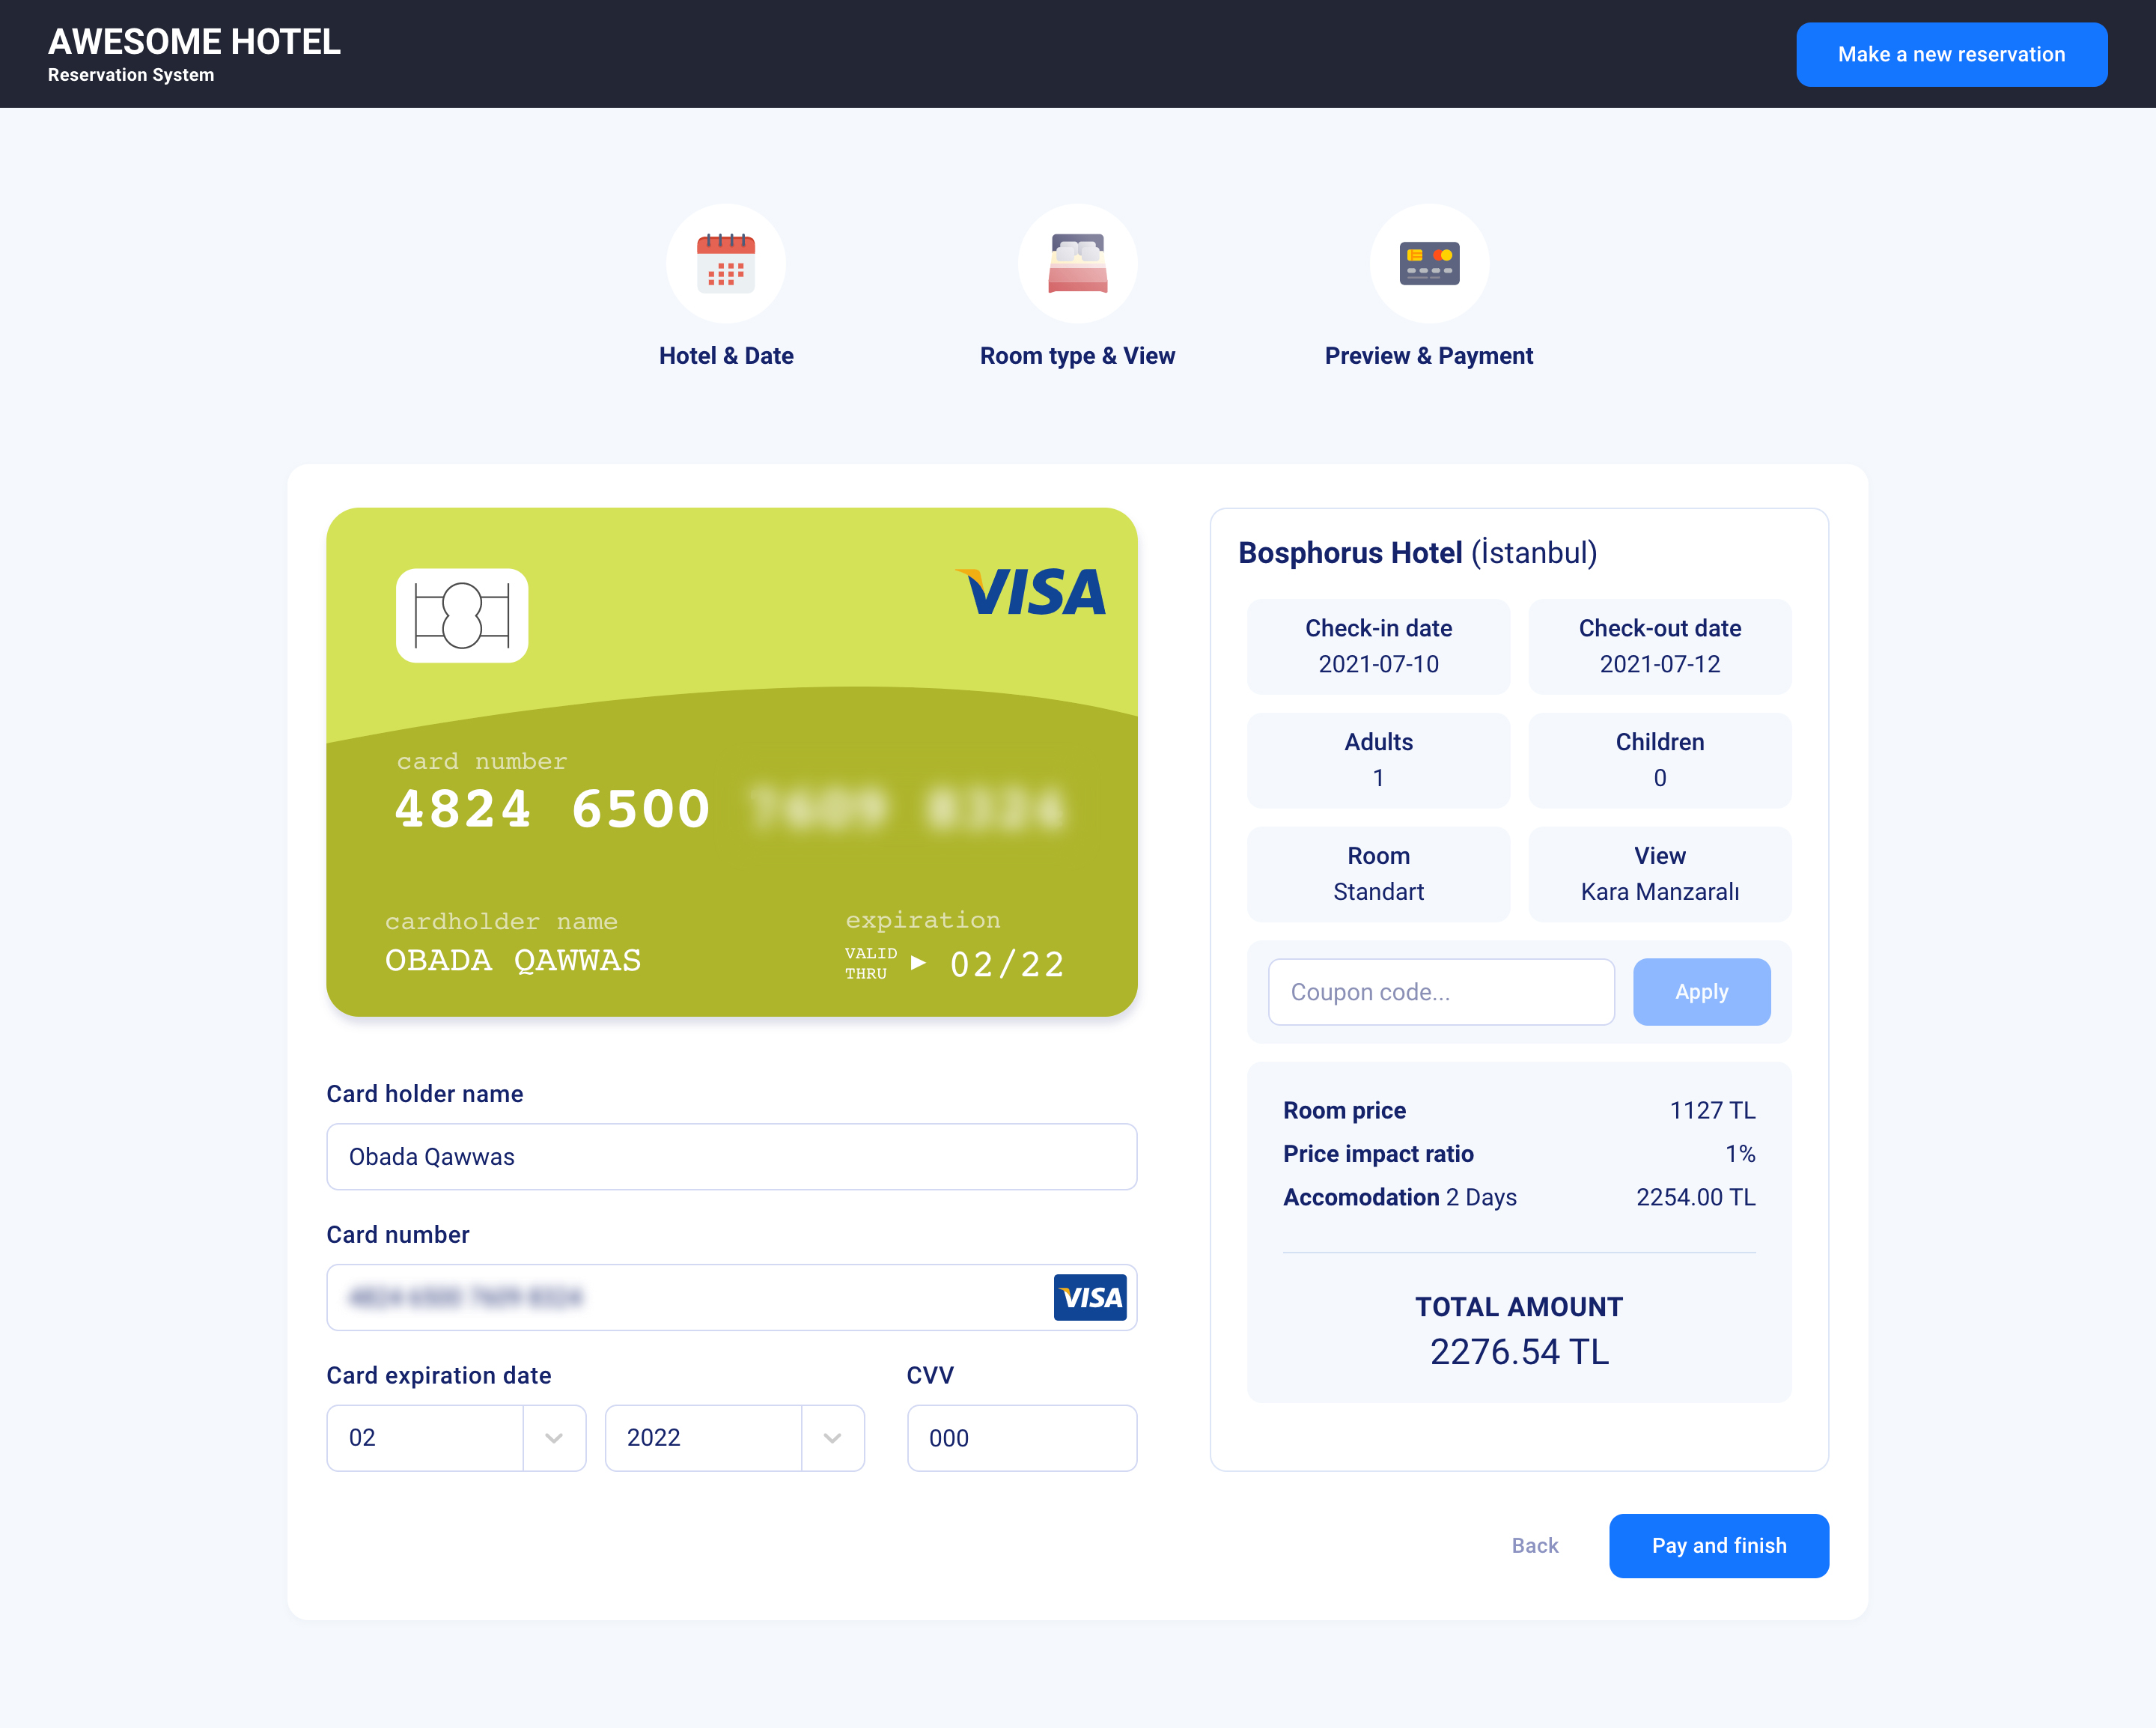 AWESOME HOTEL
Reservation System
Make a new reservation
Hotel & Date
Room type & View
Preview & Payment
VISA
card number
4824 6500
cardholder name
OBADA QAWWAS
expiration
VALID
THRU
02/22
Card holder name
Obada Qawwas
Card number
VISA
Card expiration date
CVV
02
2022
000
Bosphorus Hotel (İstanbul)
Check-in date
2021-07-10
Check-out date
2021-07-12
Adults
1
Children
0
Room
Standart
View
Kara Manzaralı
Coupon code...
Apply
Room price
1127 TL
Price impact ratio
1%
Accomodation 2 Days
2254.00 TL
TOTAL AMOUNT
2276.54 TL
Back
Pay and finish